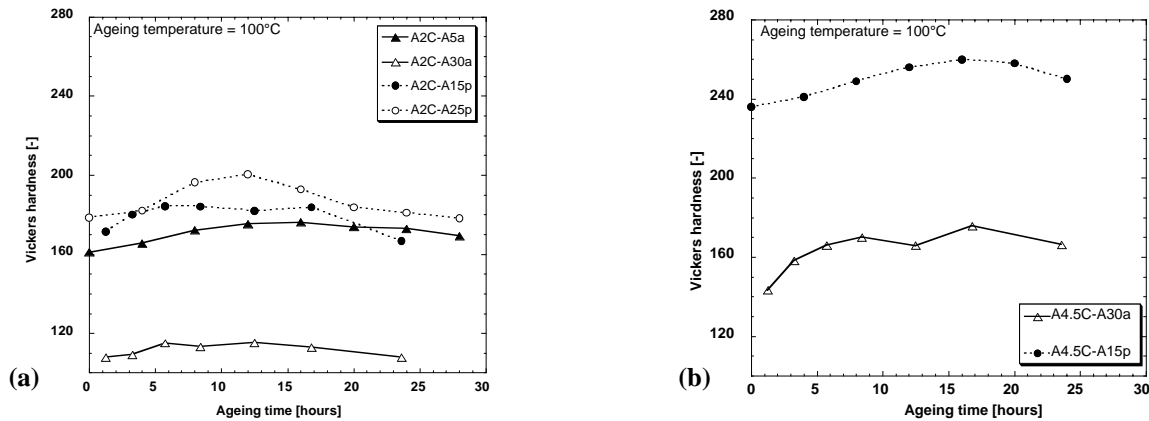 Ageing temperature = 100°C
A2C-A5a
A2C-A30a
A2C-A15p
A2C-A25p
280
240
200
160
120
Vickers hardness [-]
0 5 10 15 20 25 30
Ageing time [hours]
(a)
Ageing temperature = 100°C
A4.5C-A30a
A4.5C-A15p
280
240
200
160
120
Vickers hardness [-]
0 5 10 15 20 25 30
Ageing time [hours]
(b)